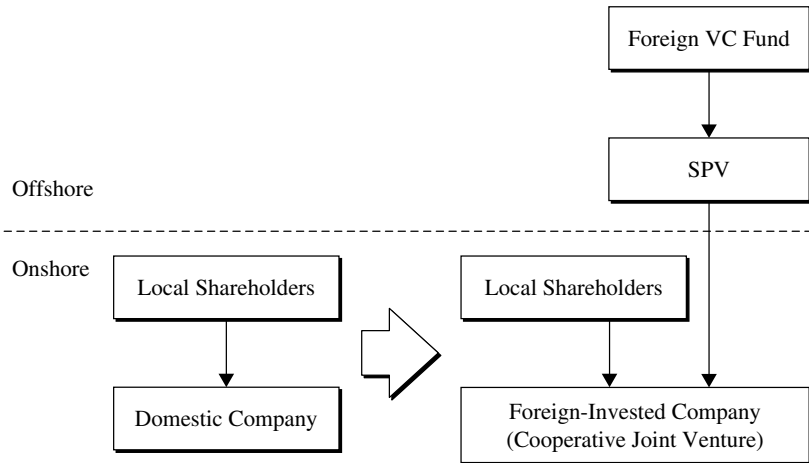 Foreign VC Fund
SPV
Offshore
Onshore
Local Shareholders
Local Shareholders
Domestic Company
Foreign-Invested Company
(Cooperative Joint Venture)